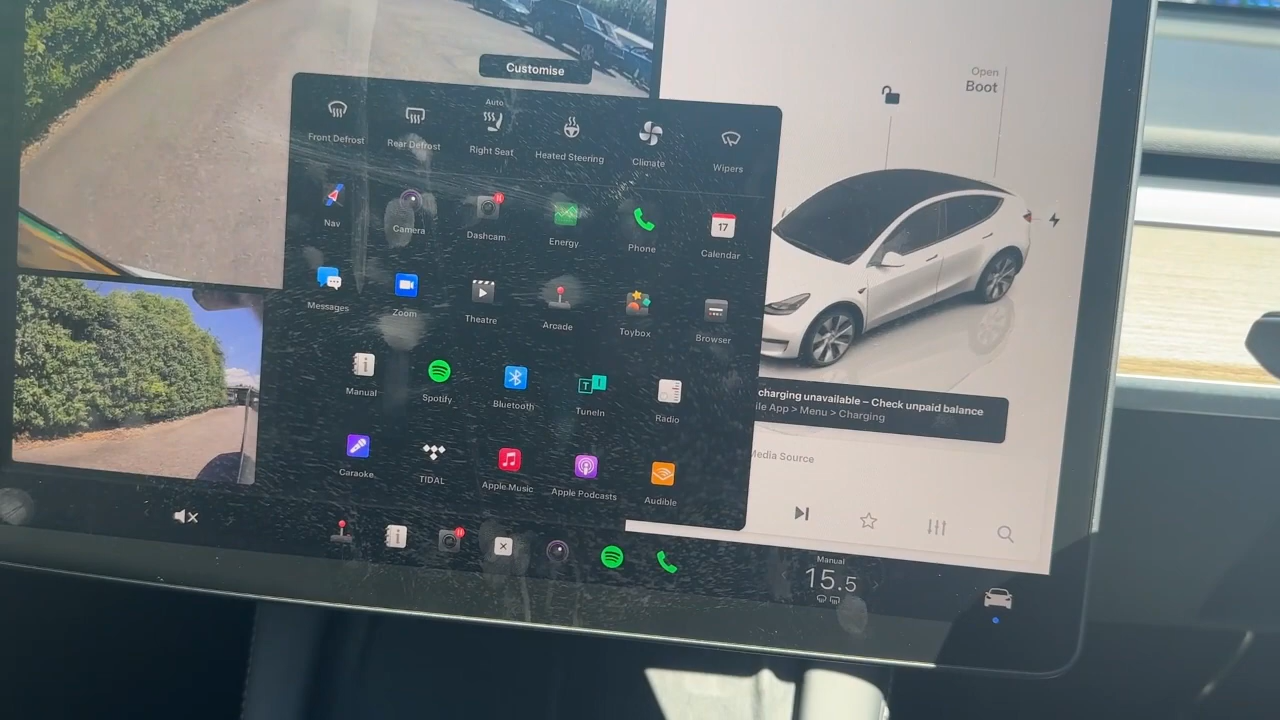 Customise
Open
Boot
Auto
Front Defrost
Rear Defrost
Right Seat
Heated Steering
Climate
Wipers
Nav
Camera
Dashcam
Energy
Phone
17
Calendar
Messages
Zoom
Theatre
Arcade
Toybox
Browser
Manual
Spotify
Bluetooth
T I
TuneIn
Radio
charging unavailable – Check unpaid balance
App > Menu > Charging
Caraoke
TIDAL
Apple Music
Apple Podcasts
Audible
Media Source
Manual
15.5